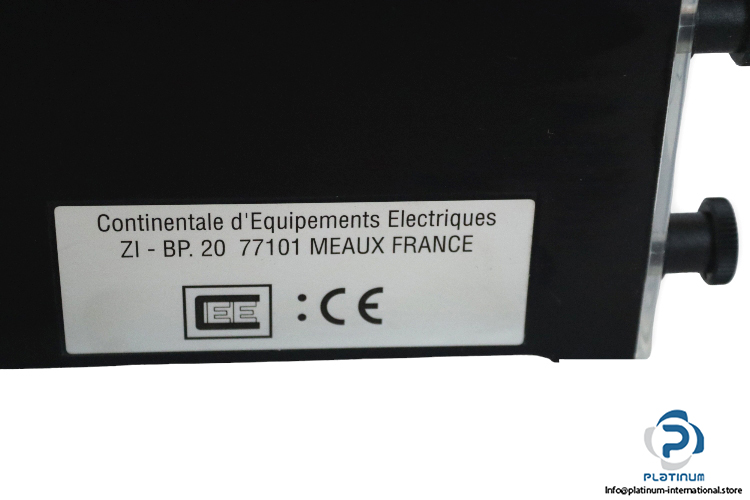 Continentale d'Equipements Electriques
ZI - BP. 20 77101 MEAUX FRANCE
CEE : CE
PLATINUM
Info@platinum-international.store